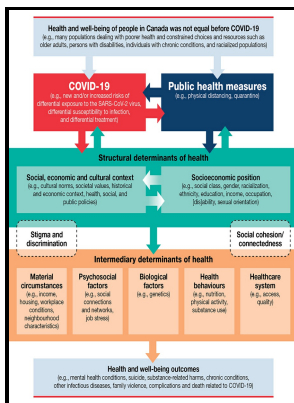 Health and well-being of people in Canada was not equal before COVID-19
(e.g., many populations dealing with poorer health and constrained choices and resources such as
older adults, persons with disabilities, individuals with chronic conditions, and racialized populations)
COVID-19
(e.g., new and/or increased risks of
differential exposure to the SARS-CoV-2 virus,
differential susceptibility to
infection, and differential treatment)
Public health measures
(e.g., physical distancing, quarantine)
Structural determinants of health
Social, economic and cultural context
(e.g., cultural norms, societal values, historical
and economic context, health, social, and
public policies)
Socioeconomic position
(e.g., social class, gender, racialization,
ethnicity, education, income, occupation,
(dis)ability, sexual orientation)
Stigma and
discrimination
Social cohesion/
connectedness
Intermediary determinants of health
Material
circumstances
(e.g., income,
housing, workplace
conditions,
neighbourhood
characteristics)
Psychosocial
factors
(e.g., social
connections
and networks,
job stress)
Biological
factors
(e.g., genetics)
Health
behaviours
(e.g., nutrition,
physical activity,
substance use)
Healthcare
system
(e.g., access,
quality)
Health and well-being outcomes
(e.g., mental health conditions, suicide, substance-related harms, chronic conditions,
other infectious diseases, family violence, complications and death related to COVID-19)